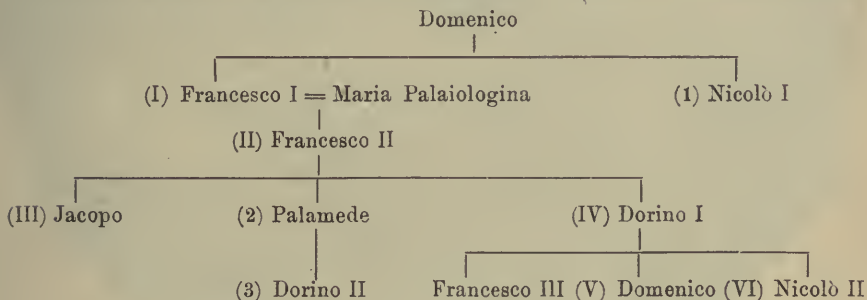 Domenico
(I) Francesco I = Maria Palaiologina (1) Nicolò I
(II) Francesco II
(III) Jacopo (2) Palamede (IV) Dorino I
(3) Dorino II Francesco III (V) Domenico (VI) Nicolò II